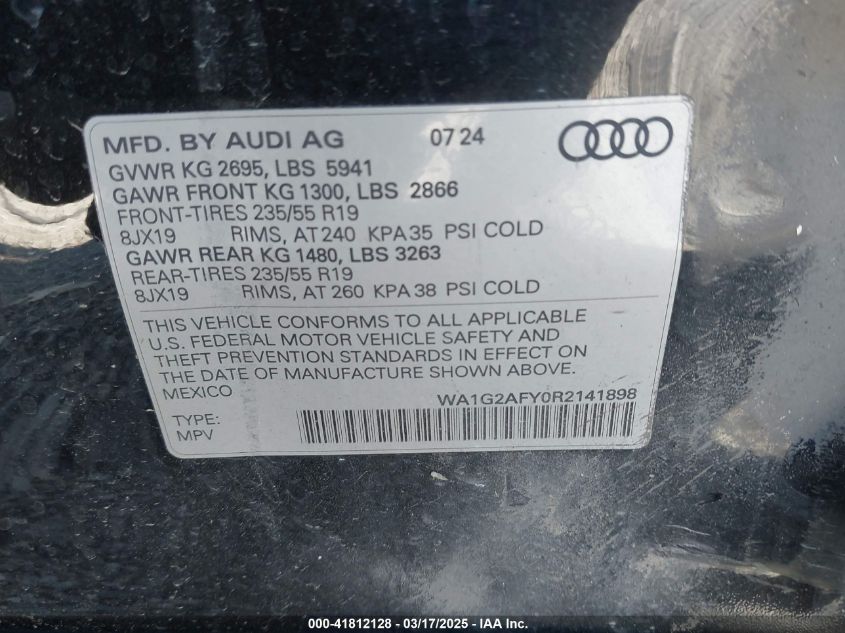 MFD. BY AUDI AG 07 24
GVWR KG 2695, LBS 5941
GAWR FRONT KG 1300, LBS 2866
FRONT-TIRES 235/55 R19
8JX19 RIMS, AT 240 KPA 35 PSI COLD
GAWR REAR KG 1480, LBS 3263
REAR-TIRES 235/55 R19
8JX19 RIMS, AT 260 KPA 38 PSI COLD
THIS VEHICLE CONFORMS TO ALL APPLICABLE
U.S. FEDERAL MOTOR VEHICLE SAFETY AND
THEFT PREVENTION STANDARDS IN EFFECT ON
THE DATE OF MANUFACTURE SHOWN ABOVE.
MEXICO WA1G2AFY0R2141898
TYPE:
MPV
000-41812128 - 03/17/2025 - IAA Inc.